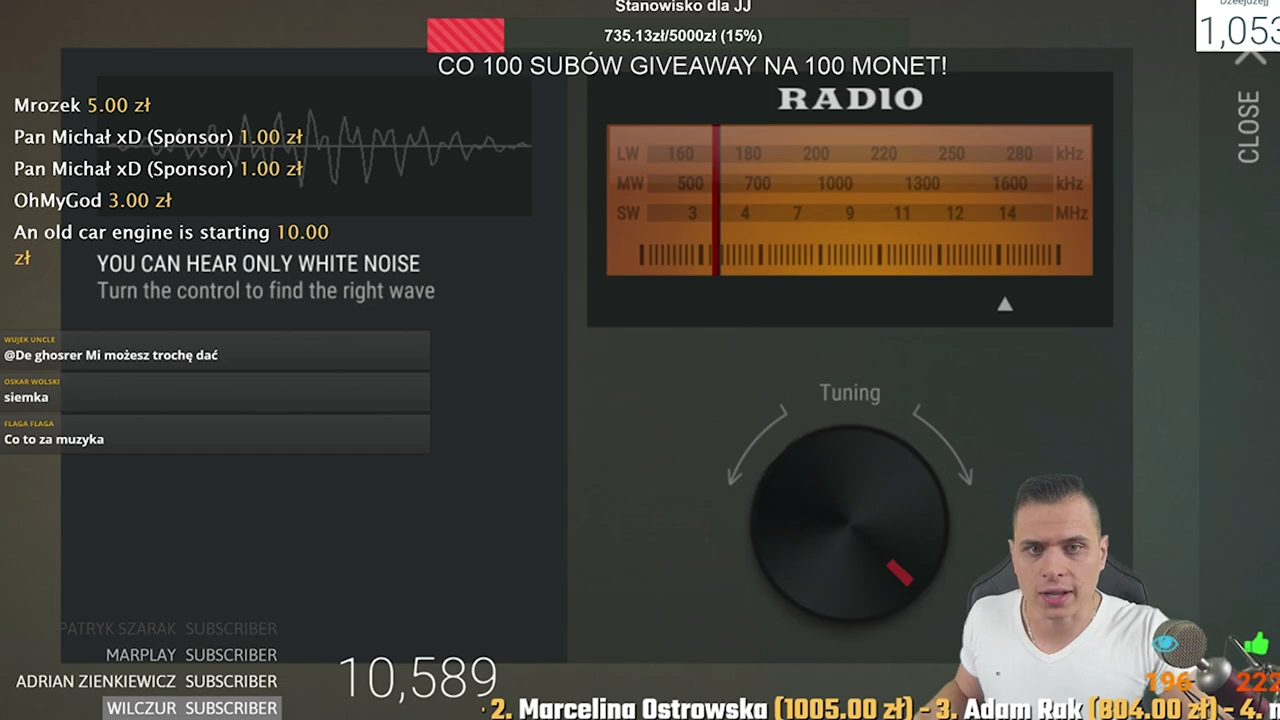 Stanowisko dla JJ
735.13zł/5000zł (15%)
CO 100 SUBÓW GIVEAWAY NA 100 MONET!
Dzeejdzejj
1,053
CLOSE
RADIO
LW 160 180 200 220 250 280 kHz
MW 500 700 1000 1300 1600 kHz
SW 3 4 7 9 11 12 14 MHz
Mrozek 5.00 zł
Pan Michał xD (Sponsor) 1.00 zł
Pan Michał xD (Sponsor) 1.00 zł
OhMyGod 3.00 zł
An old car engine is starting 10.00
zł
YOU CAN HEAR ONLY WHITE NOISE
Turn the control to find the right wave
WUJEK UNCLE
@De ghosrer Mi możesz trochę dać
OSKAR WOLSKI
siemka
FLAGA FLAGA
Co to za muzyka
Tuning
PATRYK SZARAK SUBSCRIBER
MARPLAY SUBSCRIBER
ADRIAN ZIENKIEWICZ SUBSCRIBER
WILCZUR SUBSCRIBER
10,589
196 222
2. Marcelina Ostrowska (1005.00 zł) - 3. Adam Rak (804.00 zł) - 4.